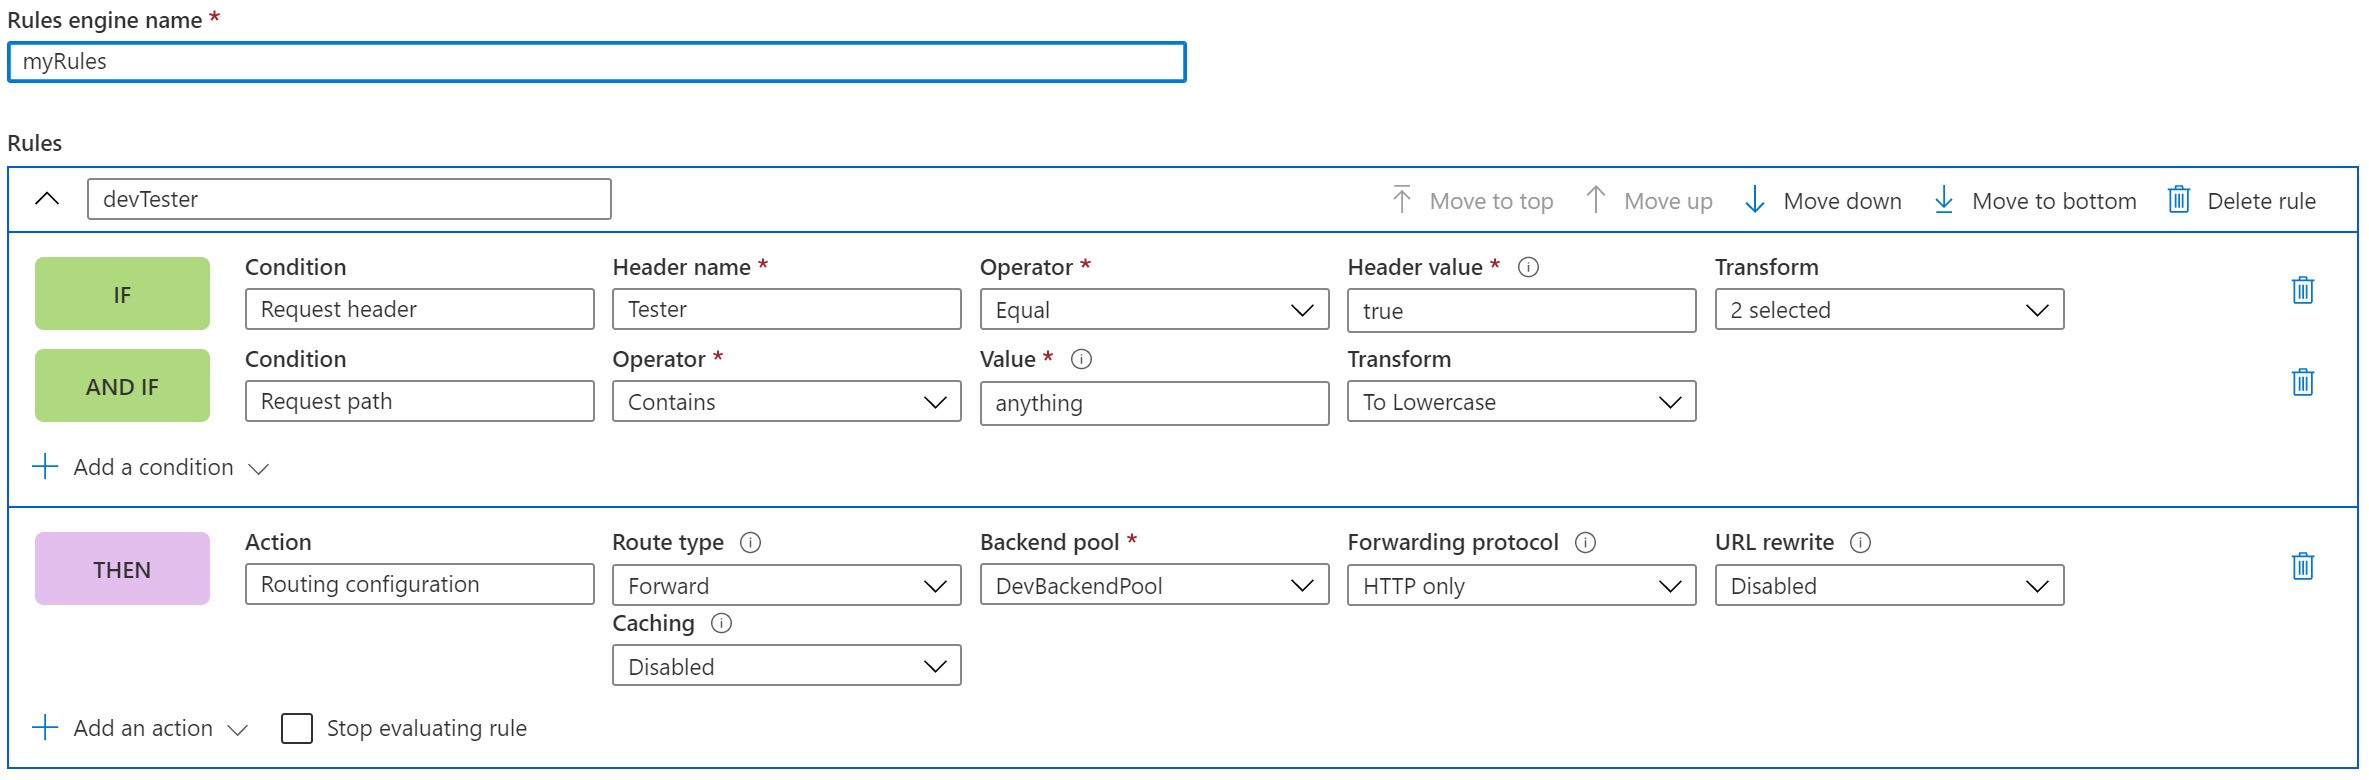 Rules engine name *
myRules
Rules
devTester
Move to top Move up Move down Move to bottom Delete rule
IF
Condition Header name * Operator * Header value * Transform
Request header Tester Equal true 2 selected
AND IF
Condition Operator * Value * Transform
Request path Contains anything To Lowercase
Add a condition
THEN
Action Route type Backend pool * Forwarding protocol URL rewrite
Routing configuration Forward DevBackendPool HTTP only Disabled
Caching
Disabled
Add an action Stop evaluating rule